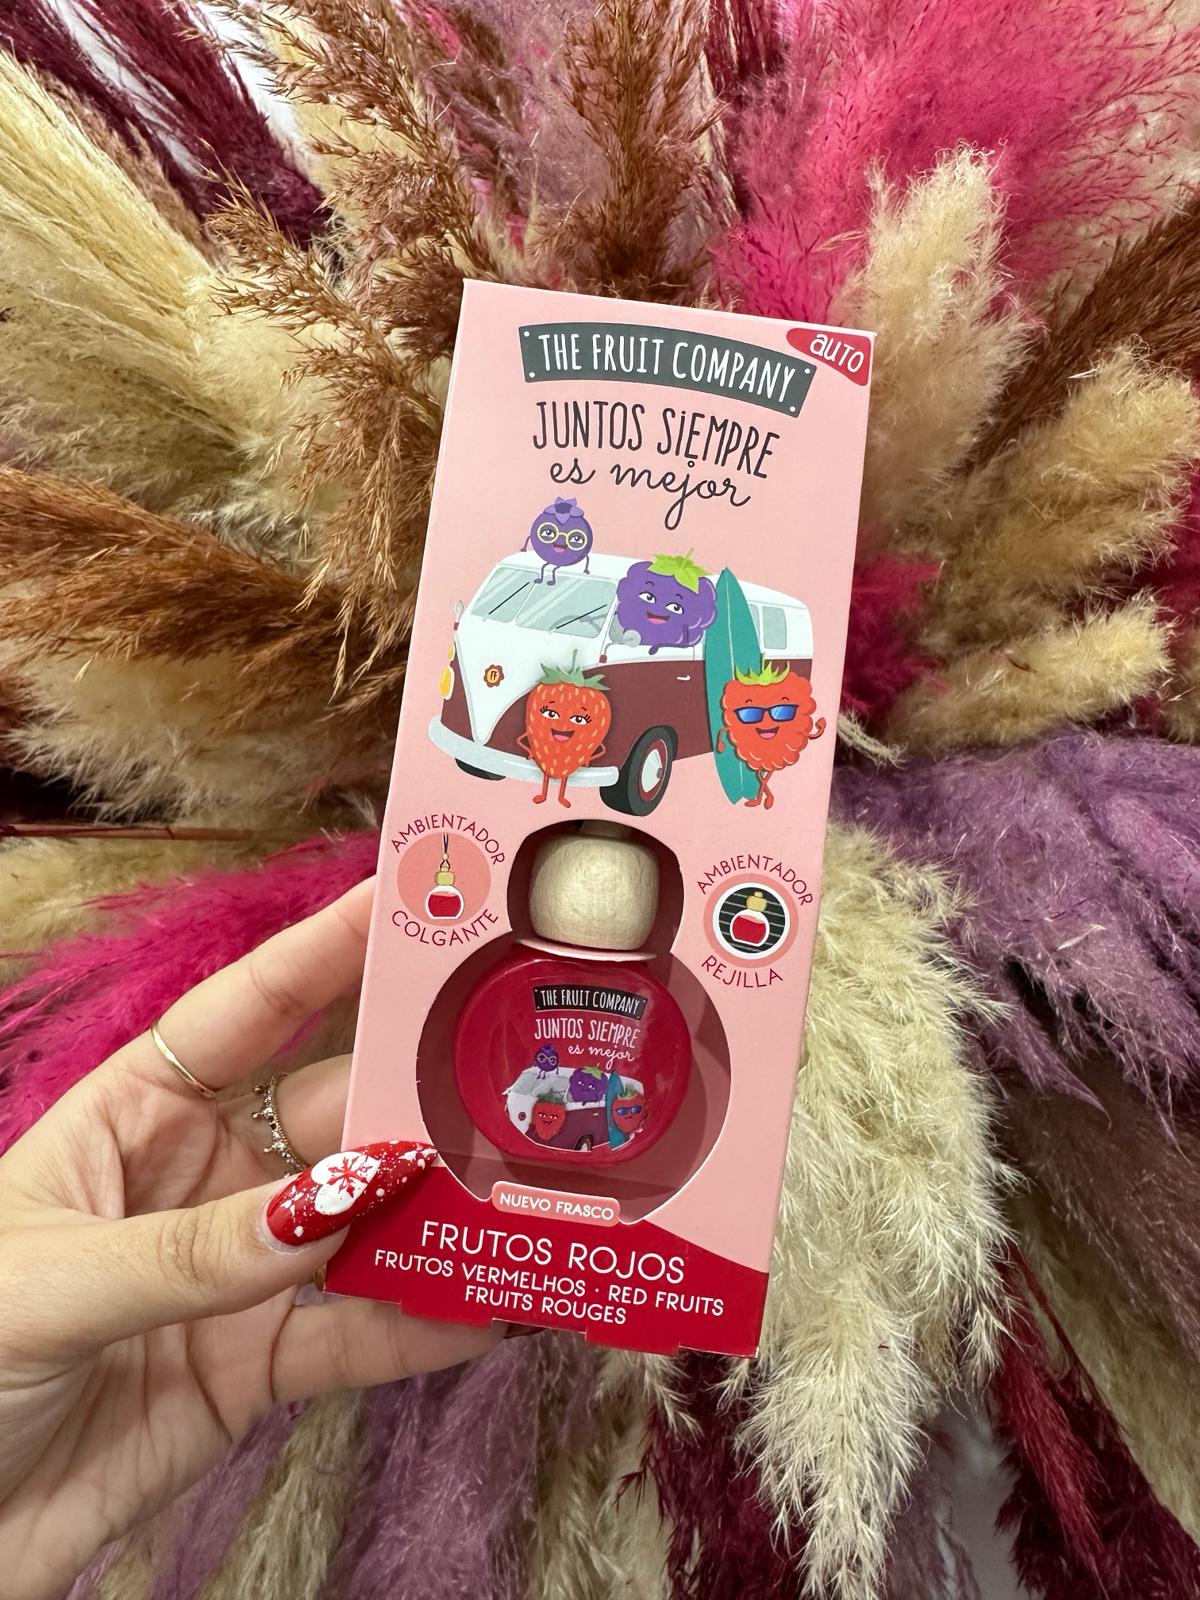 THE FRUIT COMPANY
AUTO
JUNTOS SIEMPRE
es mejor
AMBIENTADOR
COLGANTE
AMBIENTADOR
REJILLA
THE FRUIT COMPANY
JUNTOS SIEMPRE
es mejor
NUEVO FRASCO
FRUTOS ROJOS
FRUTOS VERMELHOS · RED FRUITS
FRUITS ROUGES